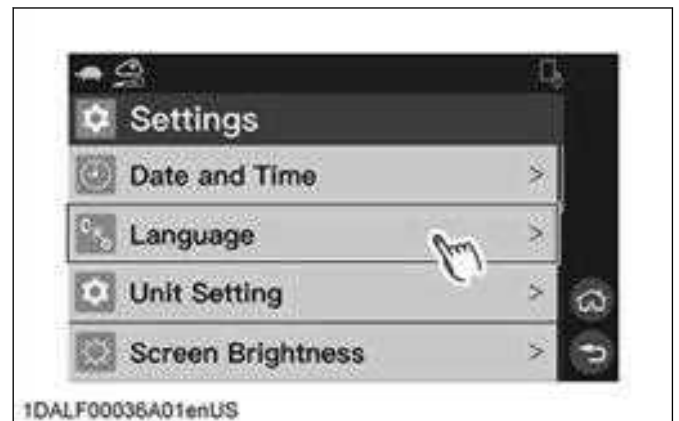 Settings
Date and Time >
Language >
Unit Setting >
Screen Brightness >
1DALF00036A01enUS